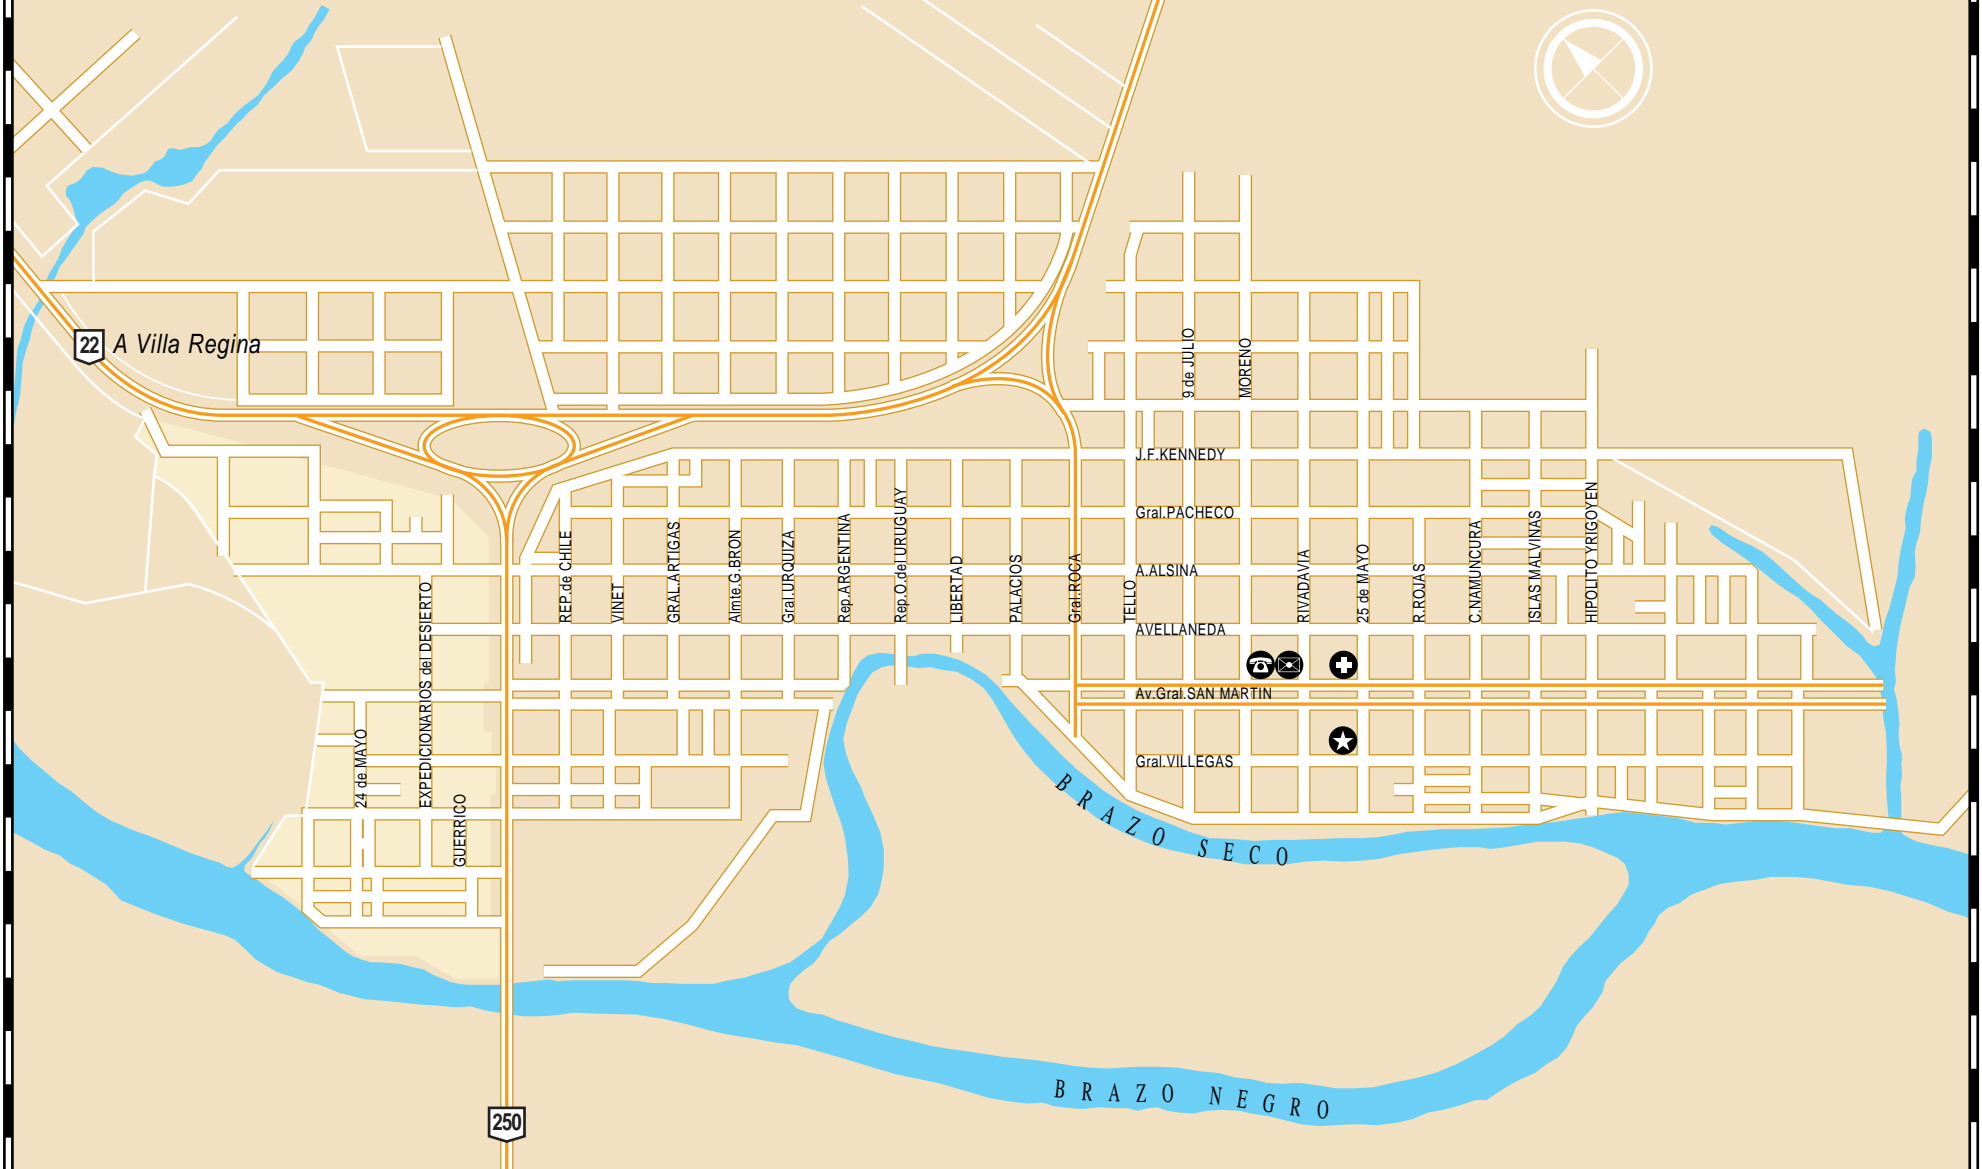 22
A Villa Regina
9 de JULIO
MORENO
J.F.KENNEDY
Gral.PACHECO
A.ALSINA
AVELLANEDA
Av.Gral.SAN MARTIN
Gral.VILLEGAS
REP.de CHILE
VINET
GRAL.ARTIGAS
Almte.G.BRON
Gral.URQUIZA
Rep.ARGENTINA
Rep.O.del URUGUAY
LIBERTAD
PALACIOS
Gral.ROCA
TELLO
RIVADAVIA
25 de MAYO
R.ROJAS
C.NAMUNCURA
ISLAS MALVINAS
HIPOLITO YRIGOYEN
24 de MAYO
EXPEDICIONARIOS del DESIERTO
GUERRICO
BRAZO SECO
BRAZO NEGRO
250